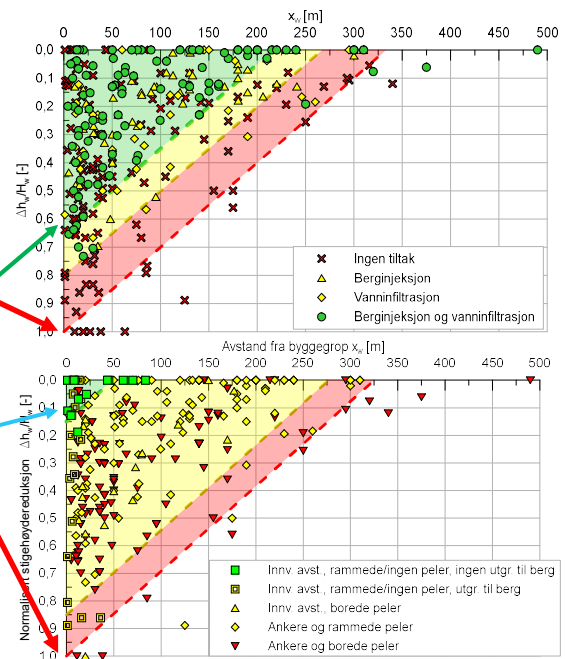 x_w [m]
0 50 100 150 200 250 300 350 400 450 500
0,0
0,1
0,2
0,3
0,4
0,5
0,6
0,7
0,8
0,9
1,0
Δh_w/H_w [-]
Ingen tiltak
Berginjeksjon
Vanninfiltrasjon
Berginjeksjon og vanninfiltrasjon
Avstand fra byggegrop x_w [m]
0 50 100 150 200 250 300 350 400 450 500
0,0
0,1
0,2
0,3
0,4
0,5
0,6
0,7
0,8
0,9
1,0
Normalisert stigehøydereduksjon Δh_w/H_w [-]
Innv. avst., rammede/ingen peler, ingen utgr. til berg
Innv. avst., rammede/ingen peler, utgr. til berg
Innv. avst., borede peler
Ankere og rammede peler
Ankere og borede peler